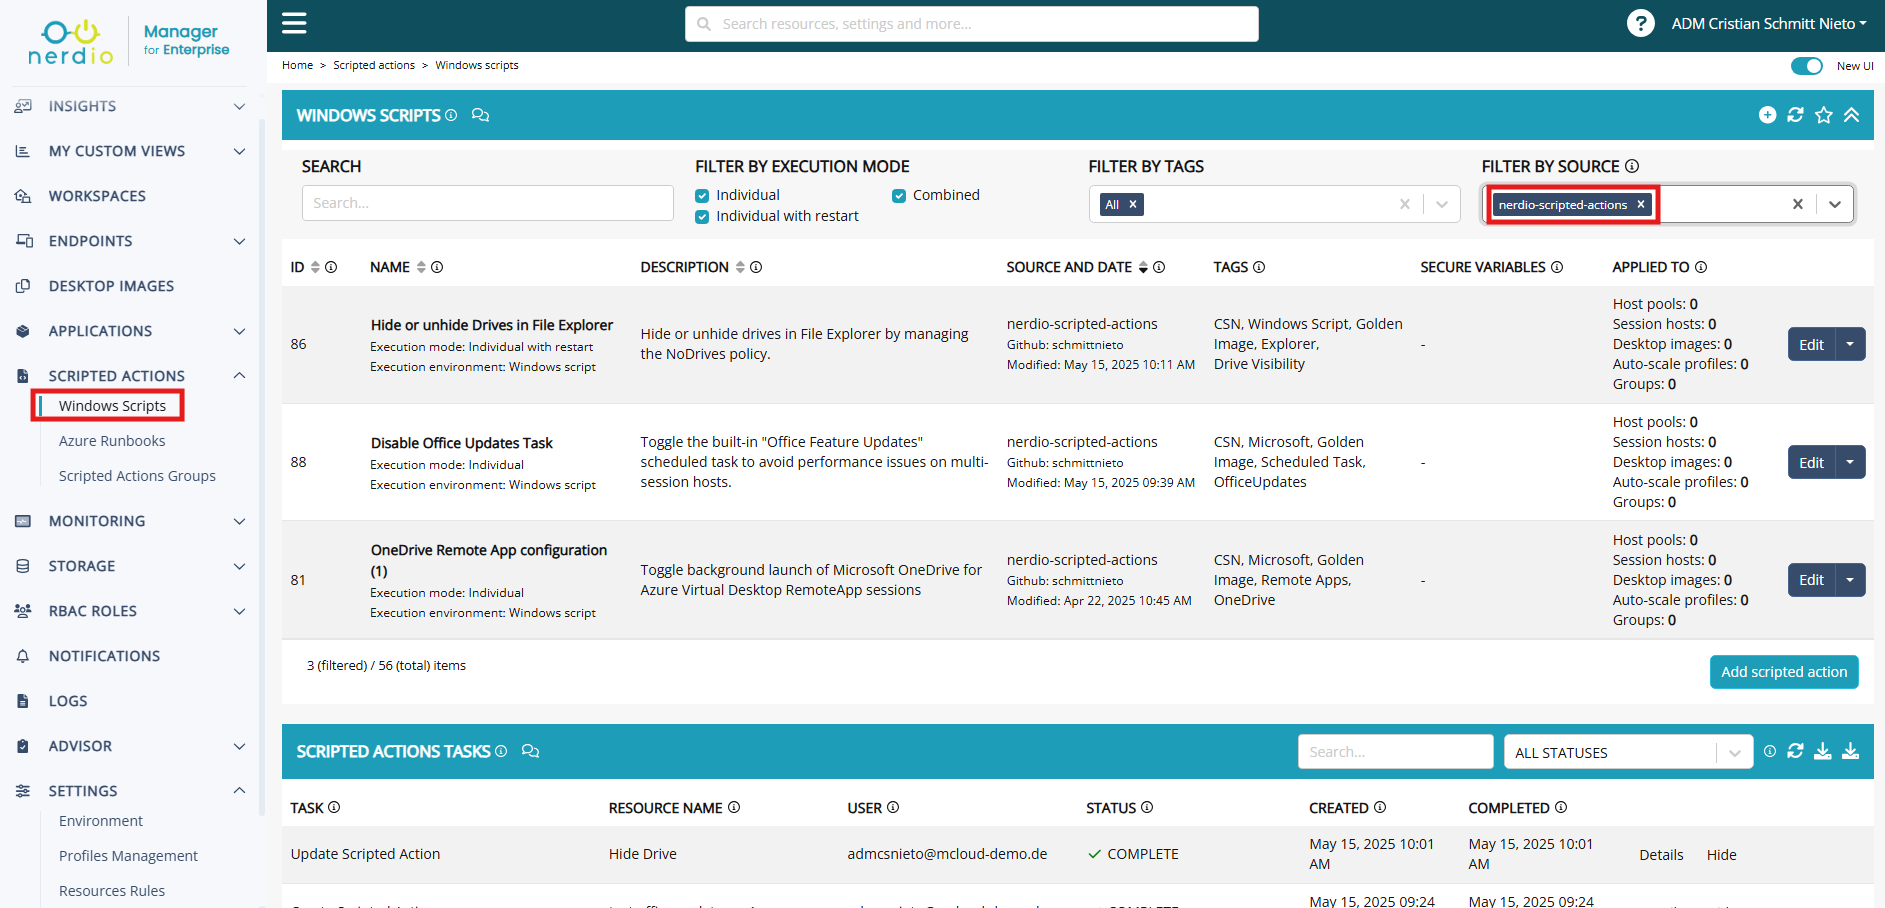 nerdio
Manager
for Enterprise
Search resources, settings and more...
? ADM Cristian Schmitt Nieto
Home > Scripted actions > Windows scripts
New UI
INSIGHTS
MY CUSTOM VIEWS
WORKSPACES
ENDPOINTS
DESKTOP IMAGES
APPLICATIONS
SCRIPTED ACTIONS
Windows Scripts
Azure Runbooks
Scripted Actions Groups
MONITORING
STORAGE
RBAC ROLES
NOTIFICATIONS
LOGS
ADVISOR
SETTINGS
Environment
Profiles Management
Resources Rules
WINDOWS SCRIPTS
SEARCH
Search...
FILTER BY EXECUTION MODE
Individual
Combined
Individual with restart
FILTER BY TAGS
All
FILTER BY SOURCE
nerdio-scripted-actions
ID NAME DESCRIPTION SOURCE AND DATE TAGS SECURE VARIABLES APPLIED TO
86
Hide or unhide Drives in File Explorer
Execution mode: Individual with restart
Execution environment: Windows script
Hide or unhide drives in File Explorer by managing
the NoDrives policy.
nerdio-scripted-actions
Github: schmittnieto
Modified: May 15, 2025 10:11 AM
CSN, Windows Script, Golden
Image, Explorer,
Drive Visibility
-
Host pools: 0
Session hosts: 0
Desktop images: 0
Auto-scale profiles: 0
Groups: 0
Edit
88
Disable Office Updates Task
Execution mode: Individual
Execution environment: Windows script
Toggle the built-in "Office Feature Updates"
scheduled task to avoid performance issues on multi-
session hosts.
nerdio-scripted-actions
Github: schmittnieto
Modified: May 15, 2025 09:39 AM
CSN, Microsoft, Golden
Image, Scheduled Task,
OfficeUpdates
-
Host pools: 0
Session hosts: 0
Desktop images: 0
Auto-scale profiles: 0
Groups: 0
Edit
81
OneDrive Remote App configuration
(1)
Execution mode: Individual
Execution environment: Windows script
Toggle background launch of Microsoft OneDrive for
Azure Virtual Desktop RemoteApp sessions
nerdio-scripted-actions
Github: schmittnieto
Modified: Apr 22, 2025 10:45 AM
CSN, Microsoft, Golden
Image, Remote Apps,
OneDrive
-
Host pools: 0
Session hosts: 0
Desktop images: 0
Auto-scale profiles: 0
Groups: 0
Edit
3 (filtered) / 56 (total) items
Add scripted action
SCRIPTED ACTIONS TASKS
Search...
ALL STATUSES
TASK RESOURCE NAME USER STATUS CREATED COMPLETED
Update Scripted Action
Hide Drive
admcsnieto@mcloud-demo.de
COMPLETE
May 15, 2025 10:01
AM
May 15, 2025 10:01
AM
Details Hide
May 15, 2025 09:24
May 15, 2025 09:24